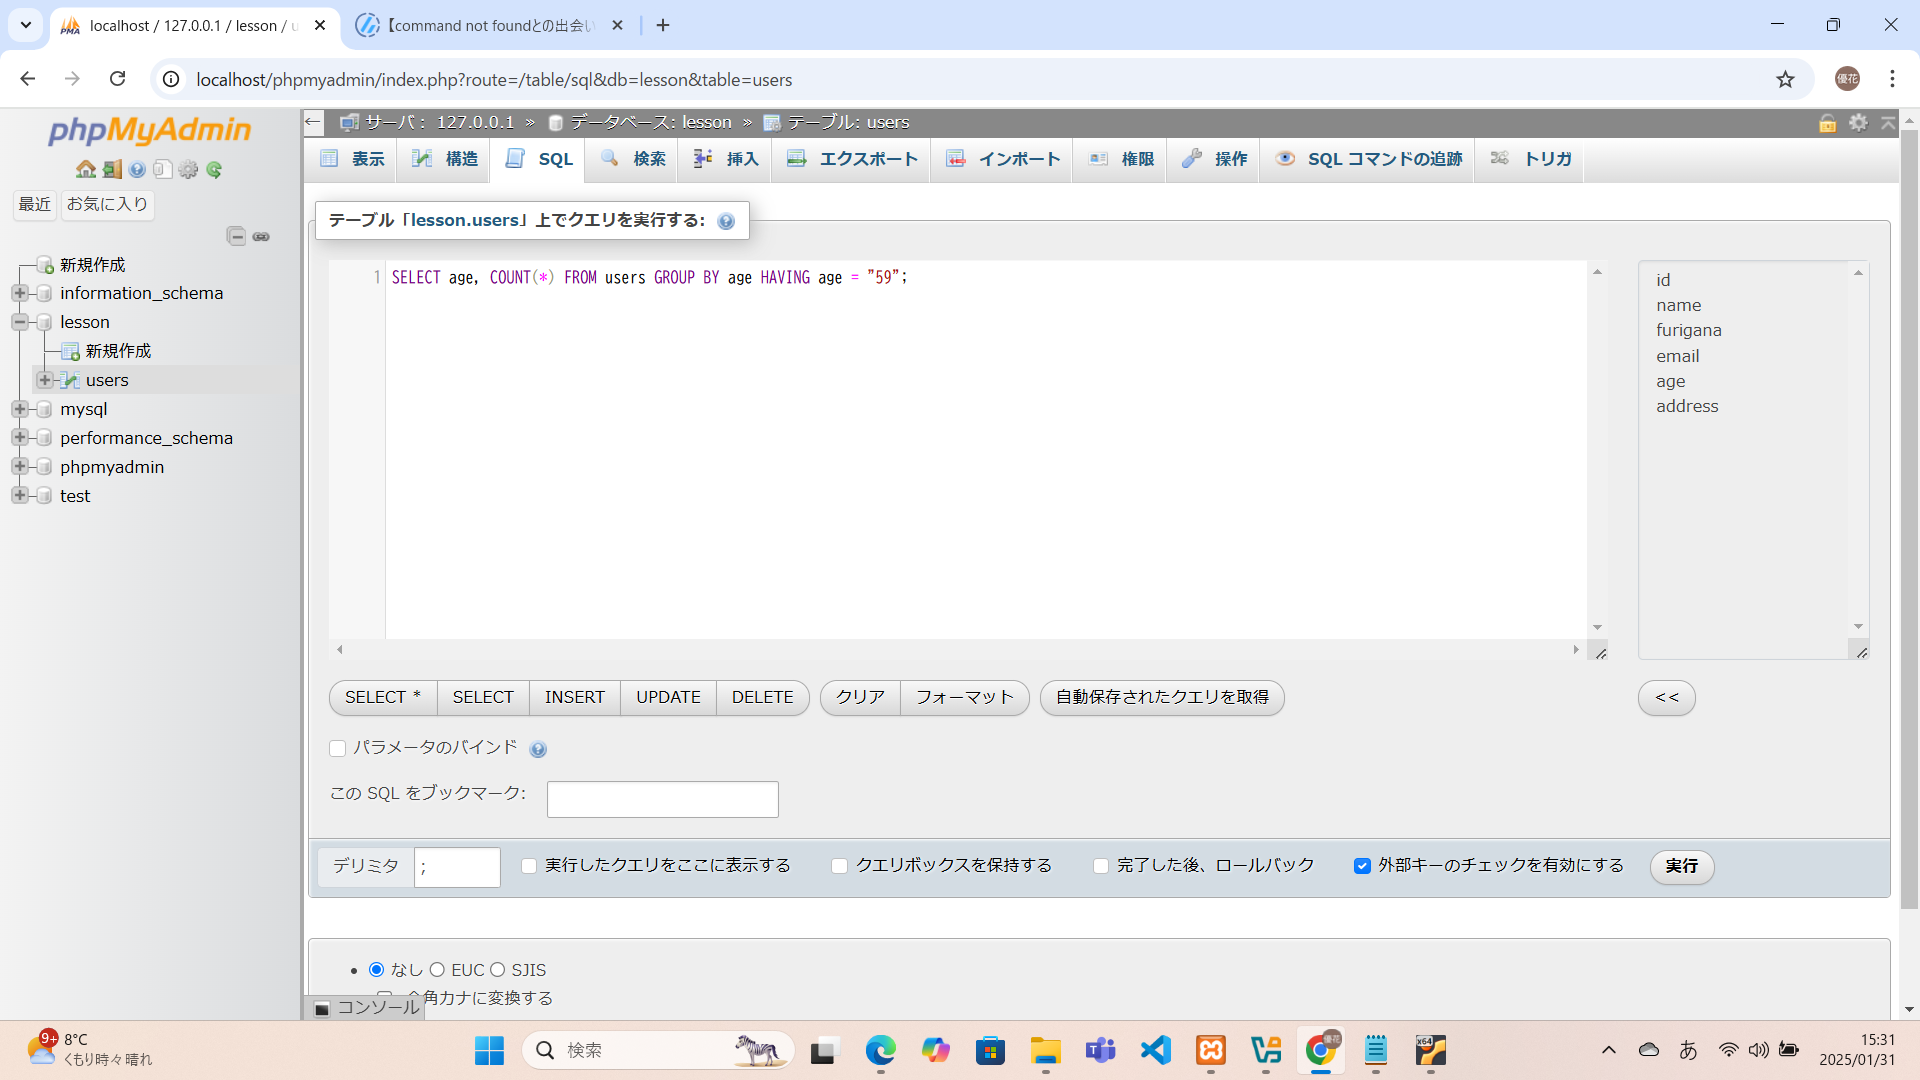 localhost / 127.0.0.1 / lesson / u
【command not foundとの出会い
localhost/phpmyadmin/index.php?route=/table/sql&db=lesson&table=users
優花
phpMyAdmin
最近
お気に入り
新規作成
information_schema
lesson
新規作成
users
mysql
performance_schema
phpmyadmin
test
サーバ: 127.0.0.1 » データベース: lesson » テーブル: users
表示
構造
SQL
検索
挿入
エクスポート
インポート
権限
操作
SQL コマンドの追跡
トリガ
テーブル「lesson.users」上でクエリを実行する:
1 SELECT age, COUNT(*) FROM users GROUP BY age HAVING age = ”59”;
id
name
furigana
email
age
address
SELECT *
SELECT
INSERT
UPDATE
DELETE
クリア
フォーマット
自動保存されたクエリを取得
<<
パラメータのバインド
この SQL をブックマーク:
デリミタ
;
実行したクエリをここに表示する
クエリボックスを保持する
完了した後、ロールバック
外部キーのチェックを有効にする
実行
なし EUC SJIS
角カナに変換する
コンソール
9+
8°C
くもり時々晴れ
検索
優花
x64
あ
15:31
2025/01/31